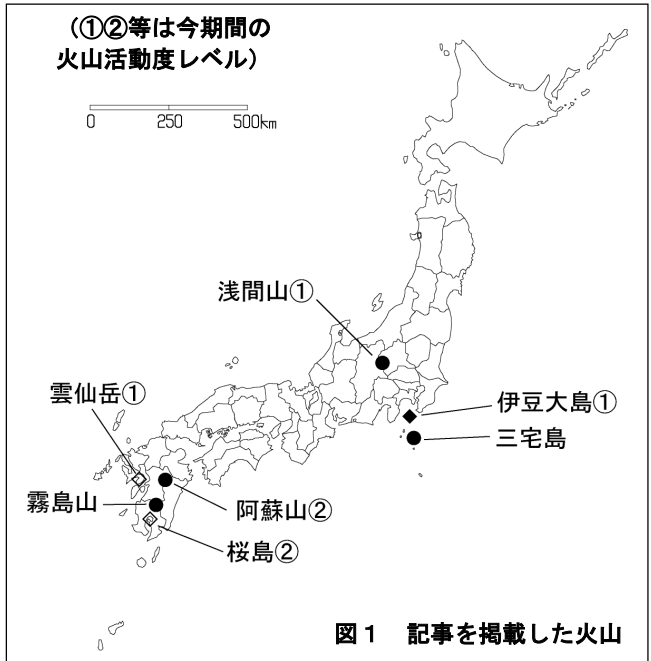 (①②等は今期間の
火山活動度レベル)
0 250 500km
浅間山①
雲仙岳①
伊豆大島①
三宅島
霧島山
阿蘇山②
桜島②
図1 記事を掲載した火山